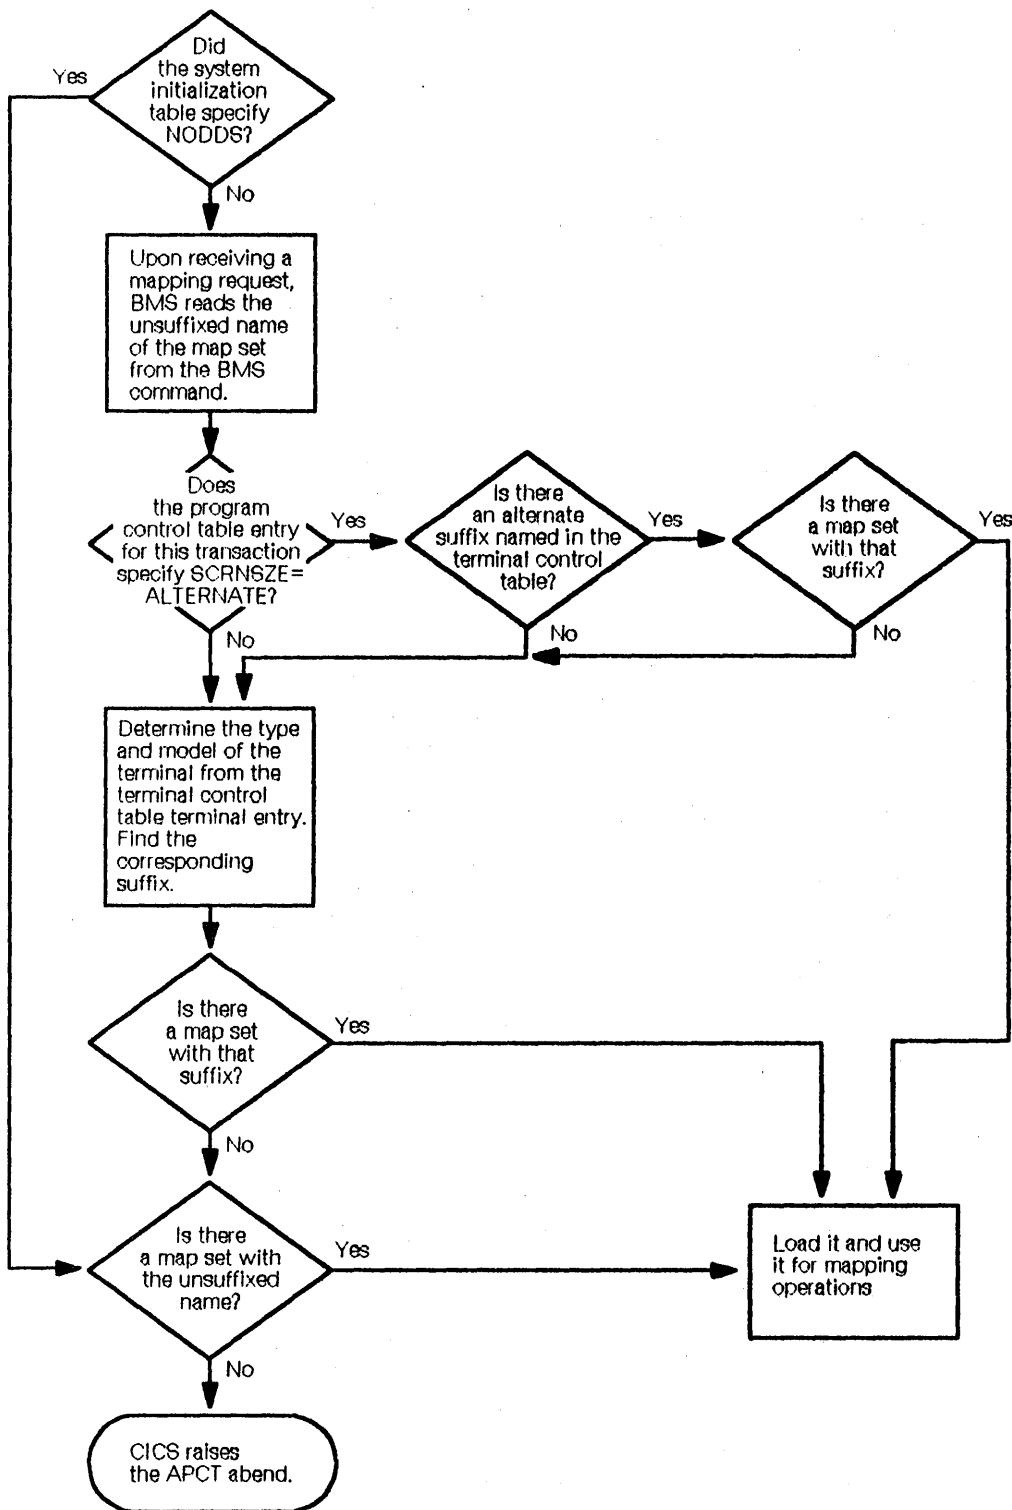 Did
the system
initialization
table specify
NODDS?
Yes
No
Upon receiving a
mapping request,
BMS reads the
unsuffixed name
of the map set
from the BMS
command.
Does
the program
control table entry
for this transaction
specify SCRNSZE=
ALTERNATE?
Yes
No
Is there
an alternate
suffix named in the
terminal control
table?
Yes
No
Is there
a map set
with that
suffix?
Yes
No
Determine the type
and model of the
terminal from the
terminal control
table terminal entry.
Find the
corresponding
suffix.
Is there
a map set
with that
suffix?
Yes
No
Is there
a map set with
the unsuffixed
name?
Yes
No
Load it and use
it for mapping
operations
CICS raises
the APCT abend.